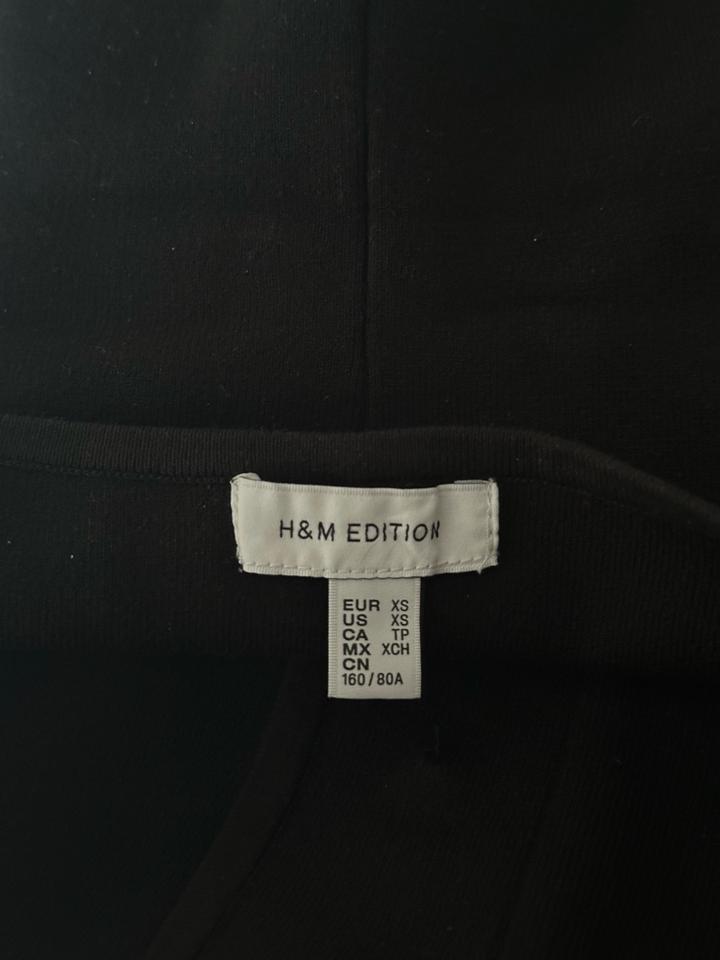 H&M EDITION
EUR XS
US XS
CA TP
MX XCH
CN
160/80A